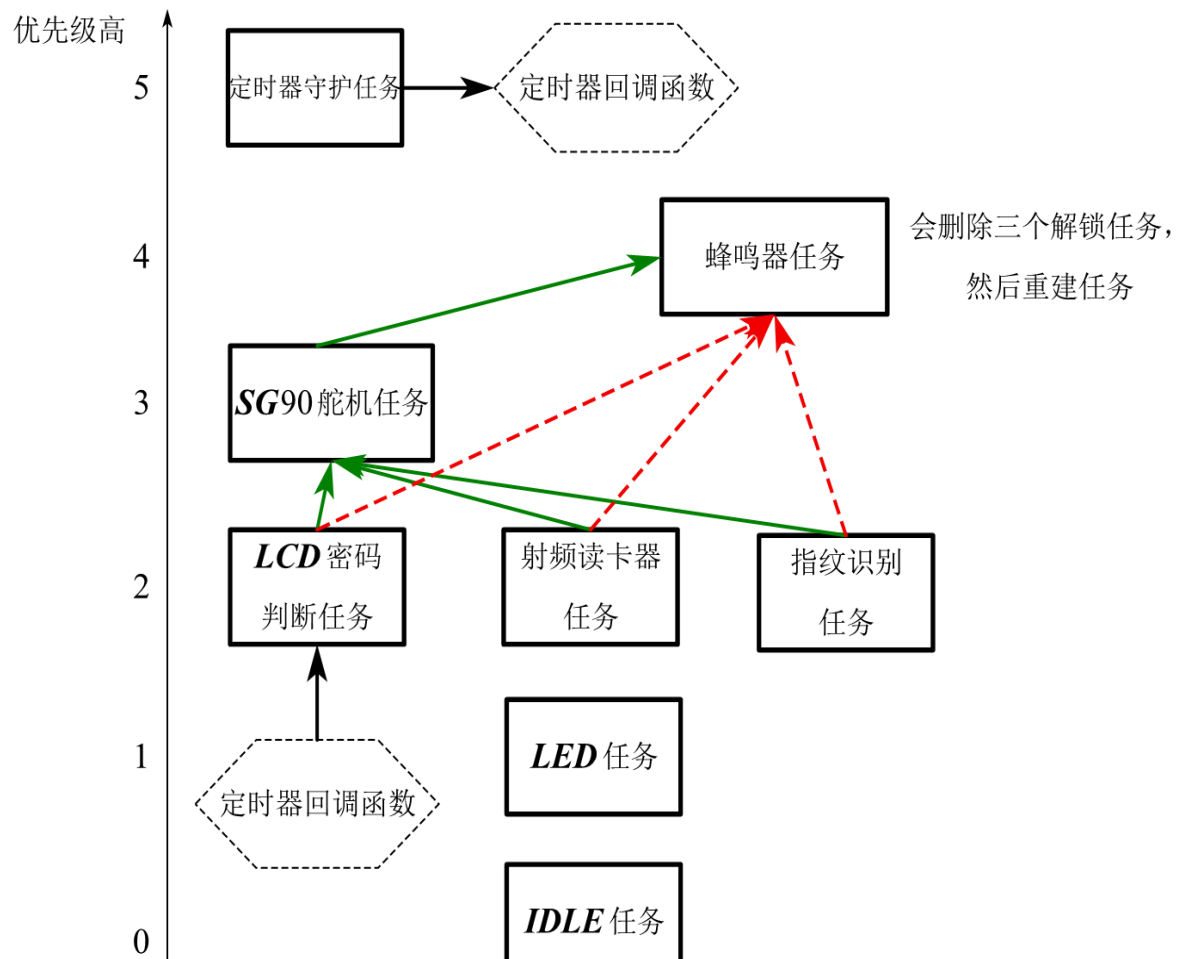 优先级高
5
定时器守护任务
定时器回调函数
4
蜂鸣器任务
会删除三个解锁任务，
然后重建任务
3
SG90舵机任务
2
LCD密码
判断任务
射频读卡器
任务
指纹识别
任务
1
LED任务
定时器回调函数
0
IDLE任务